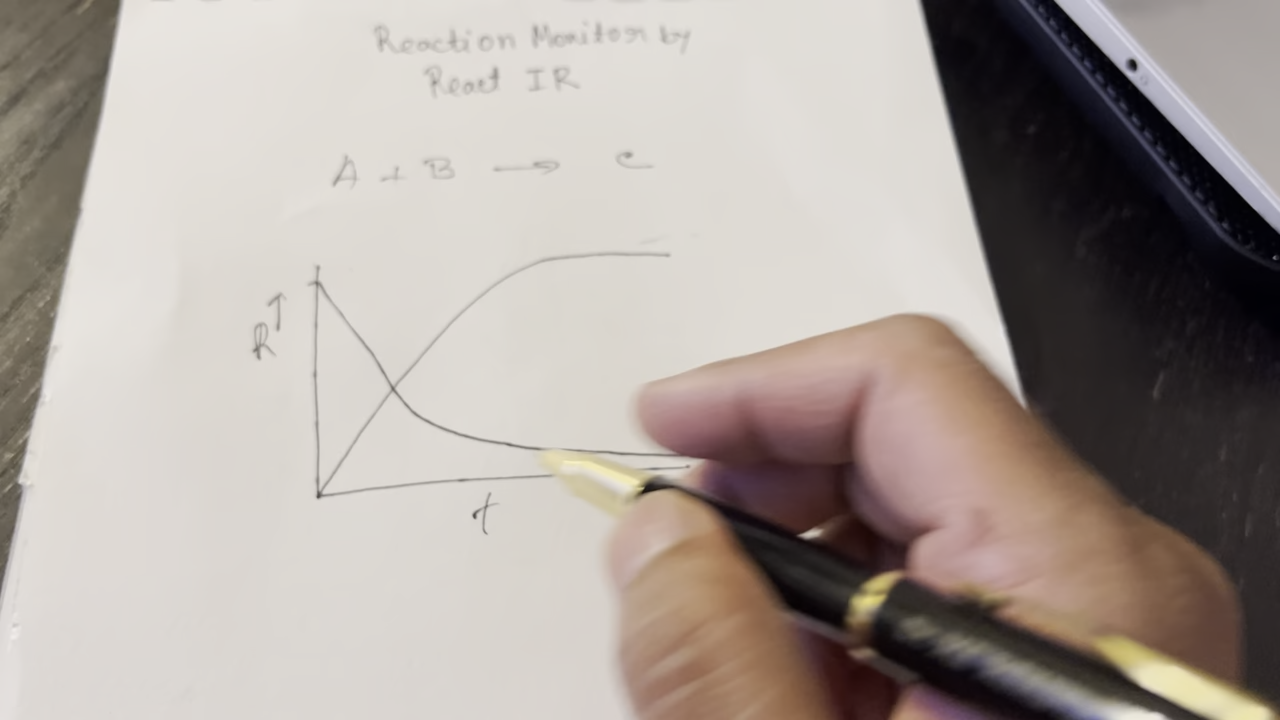 Reaction Monitor by
React IR
A + B → C
R↑
t